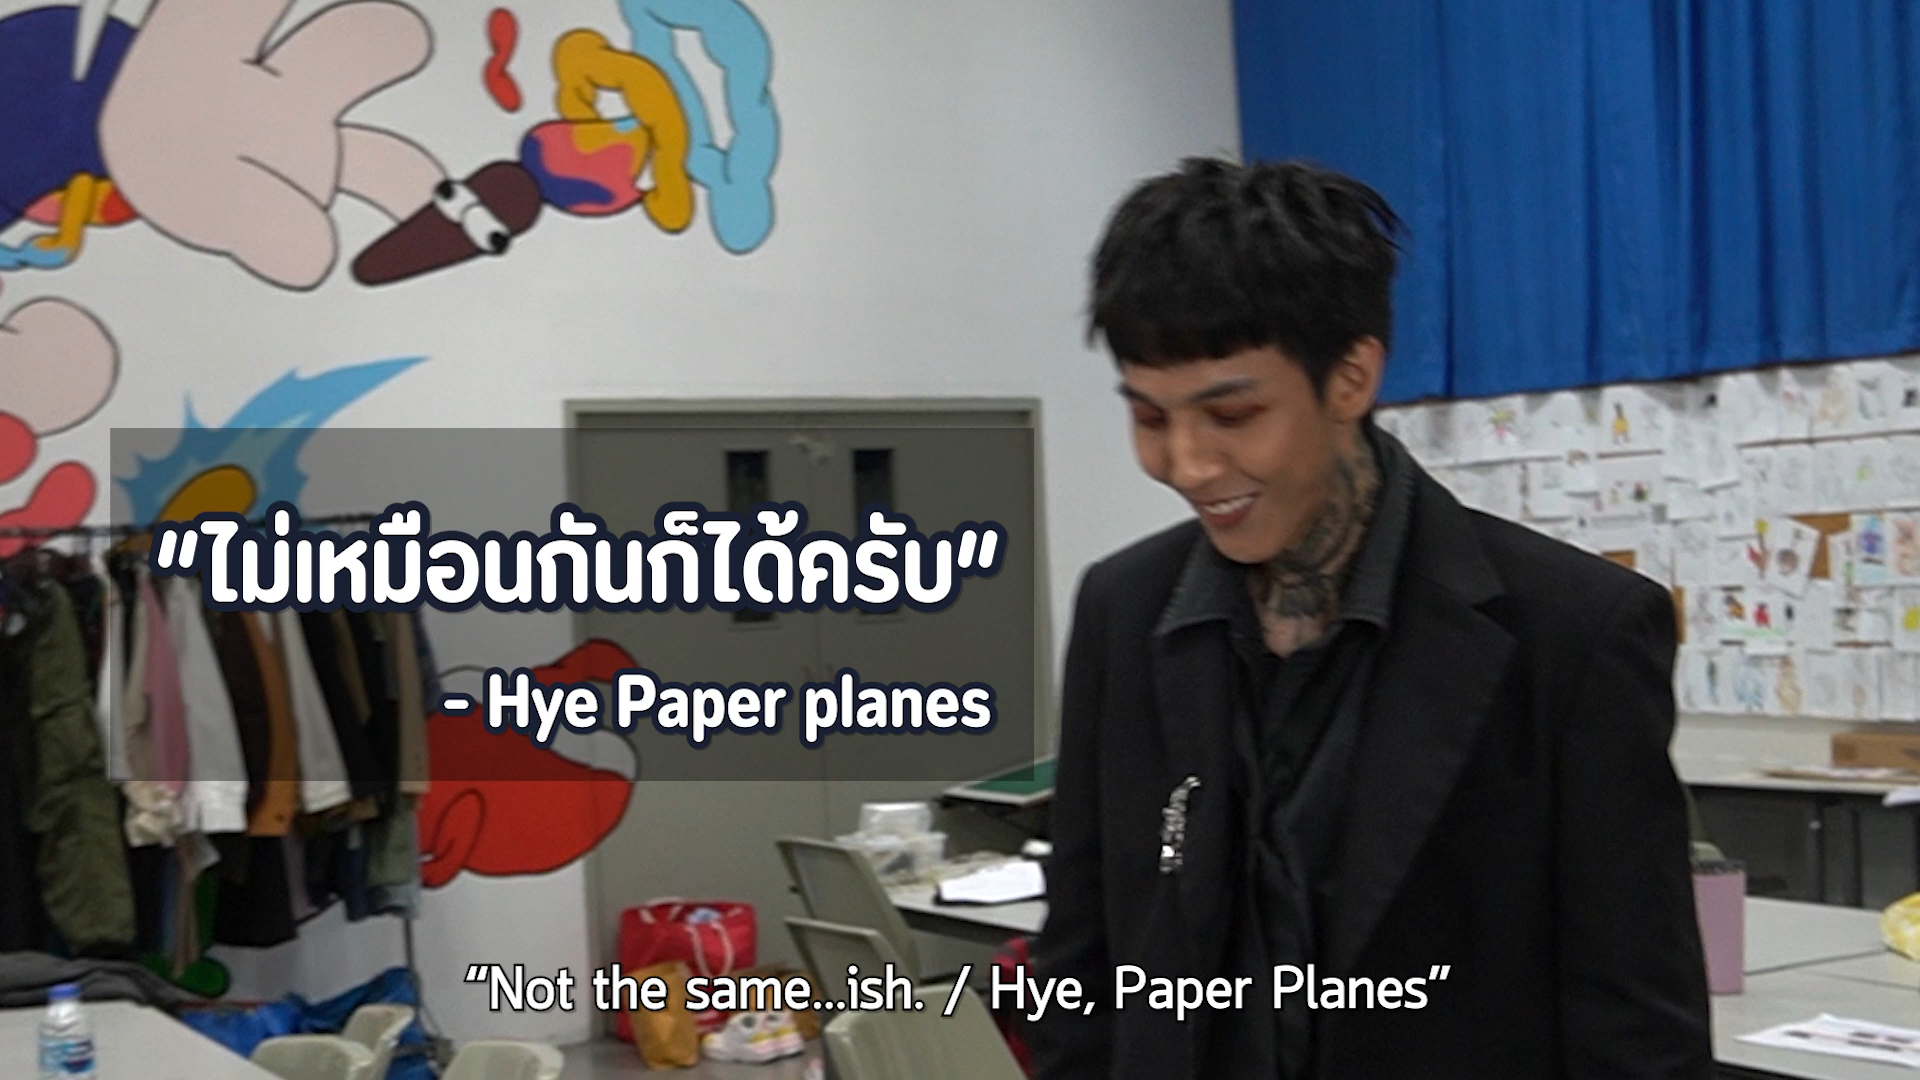 "ไม่เหมือนกันก็ได้ครับ"
- Hye Paper planes
"Not the same...ish. / Hye, Paper Planes"